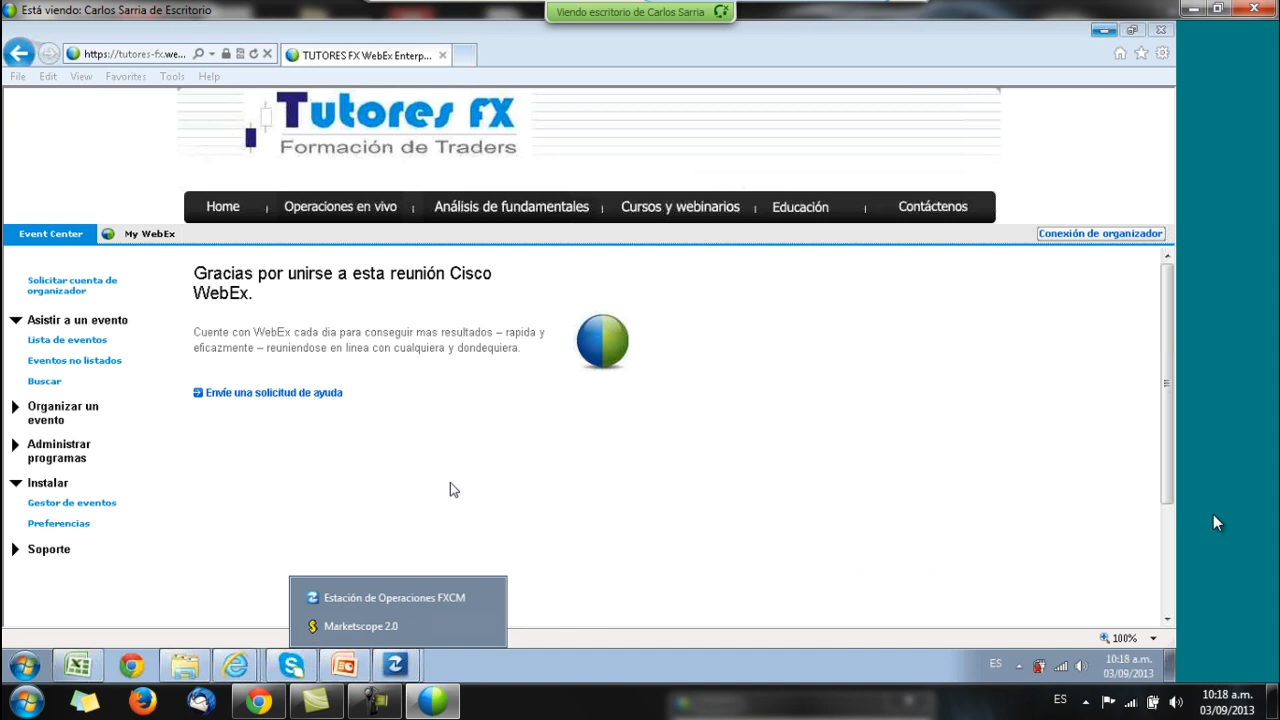 Está viendo: Carlos Sarria de Escritorio
Viendo escritorio de Carlos Sarria
https://tutores-fx.we...
TUTORES FX WebEx Enterp...
File Edit View Favorites Tools Help
Tutores FX
Formación de Traders
Home Operaciones en vivo Análisis de fundamentales Cursos y webinarios Educación Contáctenos
Event Center My WebEx Conexión de organizador
Solicitar cuenta de
organizador
Asistir a un evento
Lista de eventos
Eventos no listados
Buscar
Organizar un
evento
Administrar
programas
Instalar
Gestor de eventos
Preferencias
Soporte
Gracias por unirse a esta reunión Cisco
WebEx.
Cuente con WebEx cada dia para conseguir mas resultados – rapida y
eficazmente – reuniendose en linea con cualquiera y dondequiera.
Envíe una solicitud de ayuda
Estación de Operaciones FXCM
Marketscope 2.0
100%
ES 10:18 a.m.
03/09/2013
ES 10:18 a.m.
03/09/2013